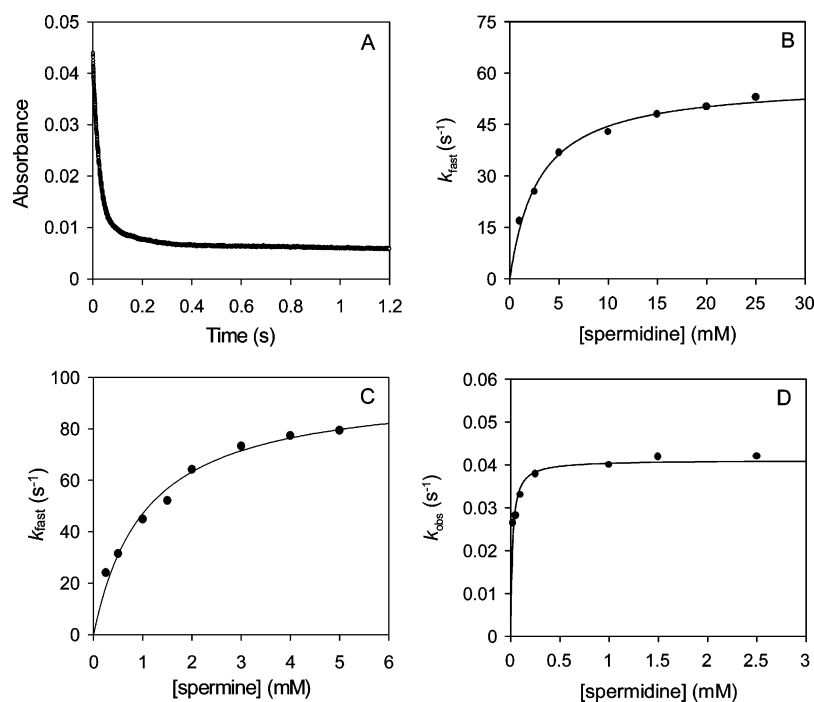 A
0.05
0.04
0.03
0.02
0.01
0
Absorbance
0 0.2 0.4 0.6 0.8 1 1.2
Time (s)
B
75
60
45
30
15
0
kfast (s-1)
0 5 10 15 20 25 30
[spermidine] (mM)
C
100
80
60
40
20
0
kfast (s-1)
0 1 2 3 4 5 6
[spermine] (mM)
D
0.06
0.05
0.04
0.03
0.02
0.01
0
kobs (s-1)
0 0.5 1 1.5 2 2.5 3
[spermidine] (mM)